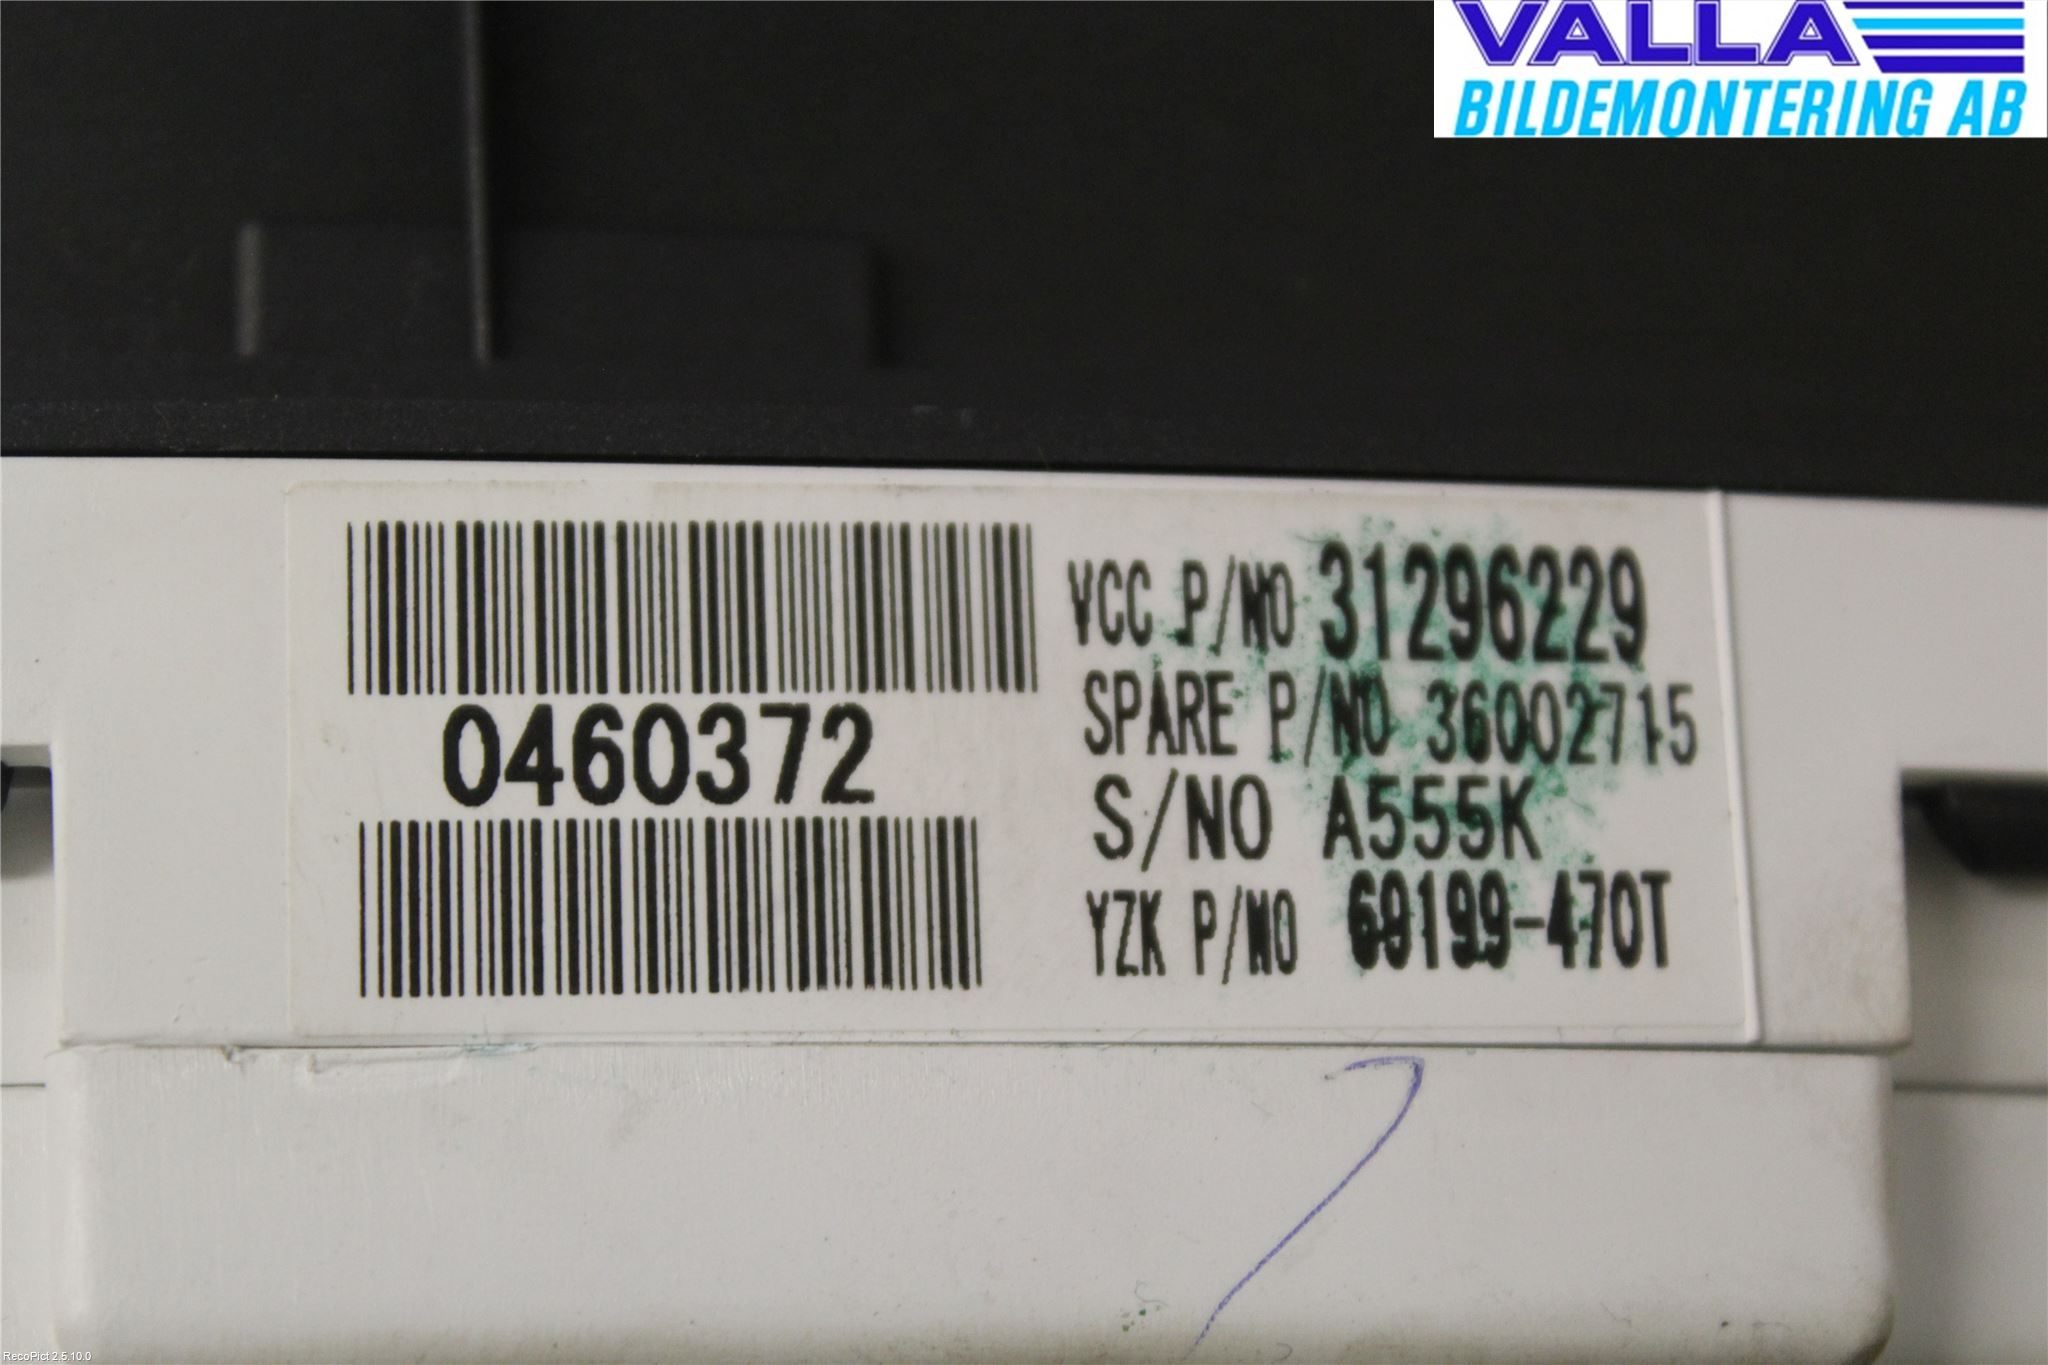 VALLA
BILDEMONTERING AB
0460372
VCC P/NO 31296229
SPARE P/NO 36002715
S/NO A555K
YZK P/NO 69199-470T
RecoPict 2.5.10.0